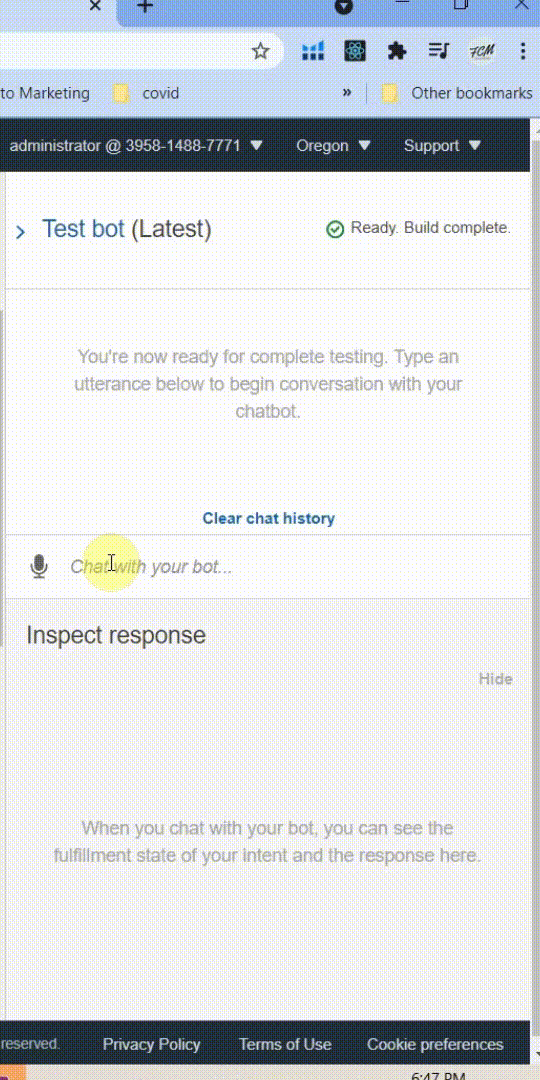 FCM
to Marketing covid » Other bookmarks
administrator @ 3958-1488-7771 Oregon Support
Test bot (Latest) Ready. Build complete.
You're now ready for complete testing. Type an
utterance below to begin conversation with your
chatbot.
Clear chat history
Chat with your bot...
Inspect response
Hide
When you chat with your bot, you can see the
fulfillment state of your intent and the response here.
reserved. Privacy Policy Terms of Use Cookie preferences
6:47 PM